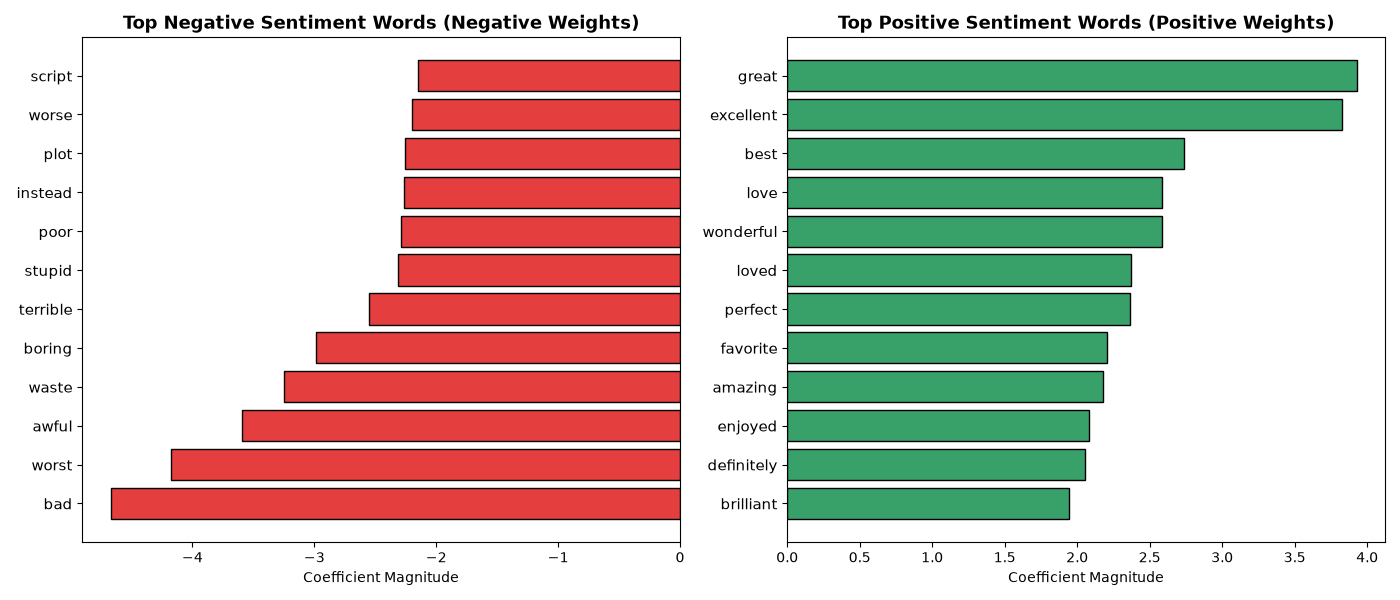 Top Negative Sentiment Words (Negative Weights)
script
worse
plot
instead
poor
stupid
terrible
boring
waste
awful
worst
bad
−4
−3
−2
−1
0
Coefficient Magnitude
Top Positive Sentiment Words (Positive Weights)
great
excellent
best
love
wonderful
loved
perfect
favorite
amazing
enjoyed
definitely
brilliant
0.0
0.5
1.0
1.5
2.0
2.5
3.0
3.5
4.0
Coefficient Magnitude